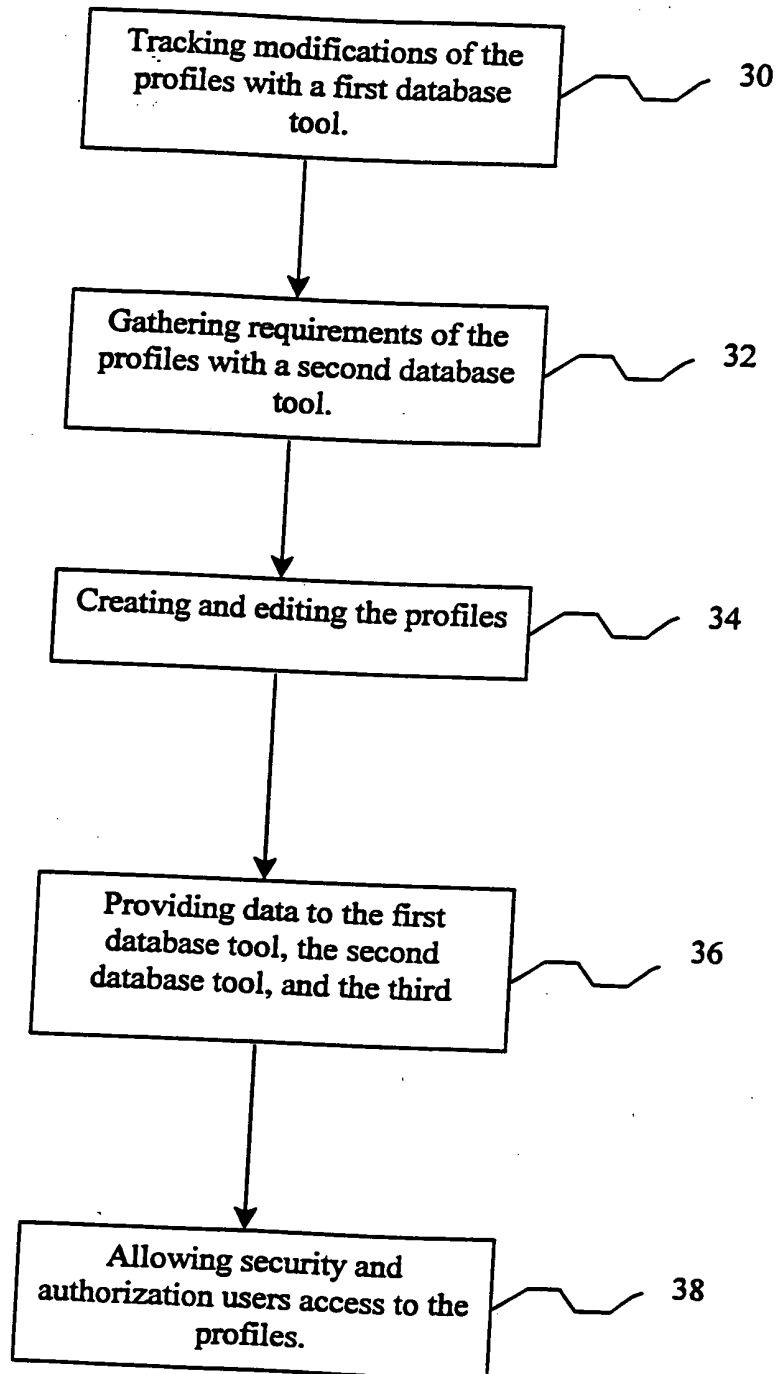 Tracking modifications of the
profiles with a first database
tool.
30
Gathering requirements of the
profiles with a second database
tool.
32
Creating and editing the profiles
34
Providing data to the first
database tool, the second
database tool, and the third
36
Allowing security and
authorization users access to the
profiles.
38